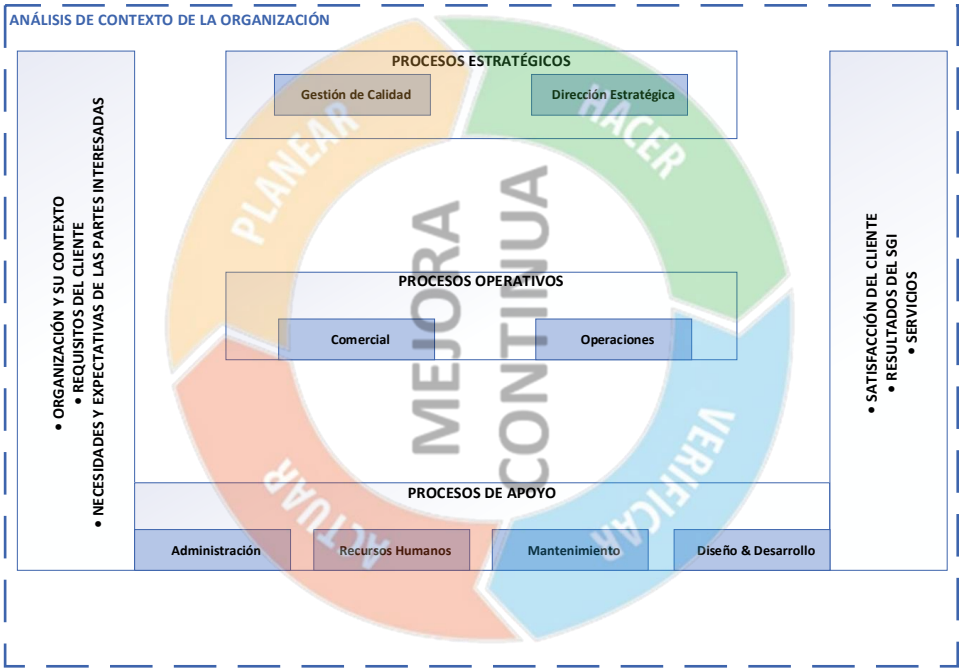 ANÁLISIS DE CONTEXTO DE LA ORGANIZACIÓN
• ORGANIZACIÓN Y SU CONTEXTO
• REQUISITOS DEL CLIENTE
• NECESIDADES Y EXPECTATIVAS DE LAS PARTES INTERESADAS
PROCESOS ESTRATÉGICOS
Gestión de Calidad
Dirección Estratégica
PLANEAR
HACER
MEJORA
CONTINUA
PROCESOS OPERATIVOS
Comercial
Operaciones
ACTUAR
VERIFICAR
PROCESOS DE APOYO
Administración
Recursos Humanos
Mantenimiento
Diseño & Desarrollo
• SATISFACCIÓN DEL CLIENTE
• RESULTADOS DEL SGI
• SERVICIOS